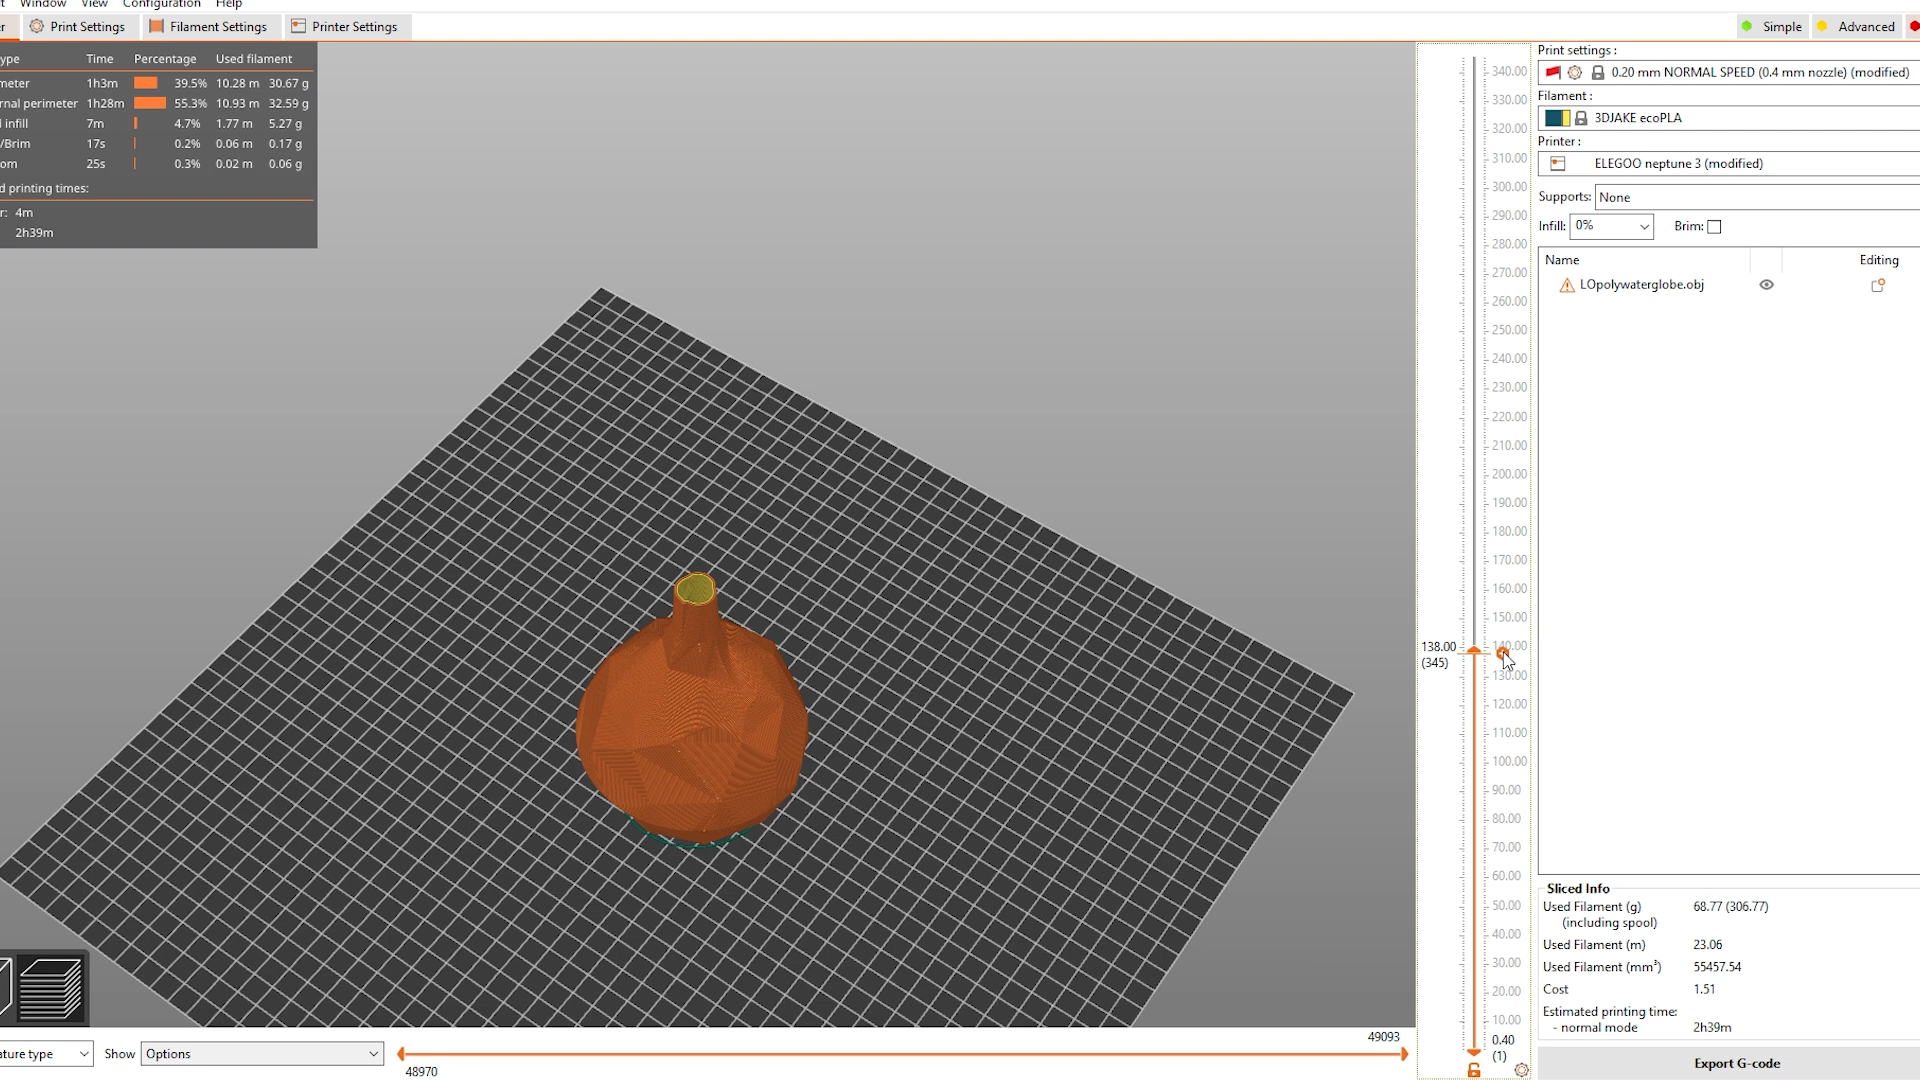 t Window View Configuration Help
er Print Settings Filament Settings Printer Settings Simple Advanced
ype Time Percentage Used filament
meter 1h3m 39.5% 10.28 m 30.67 g
rnal perimeter 1h28m 55.3% 10.93 m 32.59 g
l infill 7m 4.7% 1.77 m 5.27 g
/Brim 17s 0.2% 0.06 m 0.17 g
om 25s 0.3% 0.02 m 0.06 g
d printing times:
r: 4m
2h39m
340.00
330.00
320.00
310.00
300.00
290.00
280.00
270.00
260.00
250.00
240.00
230.00
220.00
210.00
200.00
190.00
180.00
170.00
160.00
150.00
140.00
138.00
(345)
130.00
120.00
110.00
100.00
90.00
80.00
70.00
60.00
50.00
40.00
30.00
20.00
10.00
0.40
(1)
Print settings :
0.20 mm NORMAL SPEED (0.4 mm nozzle) (modified)
Filament :
3DJAKE ecoPLA
Printer :
ELEGOO neptune 3 (modified)
Supports: None
Infill: 0% Brim:
Name Editing
LOpolywaterglobe.obj
Sliced Info
Used Filament (g) 68.77 (306.77)
(including spool)
Used Filament (m) 23.06
Used Filament (mm³) 55457.54
Cost 1.51
Estimated printing time:
- normal mode 2h39m
Export G-code
ature type Show Options
49093
48970